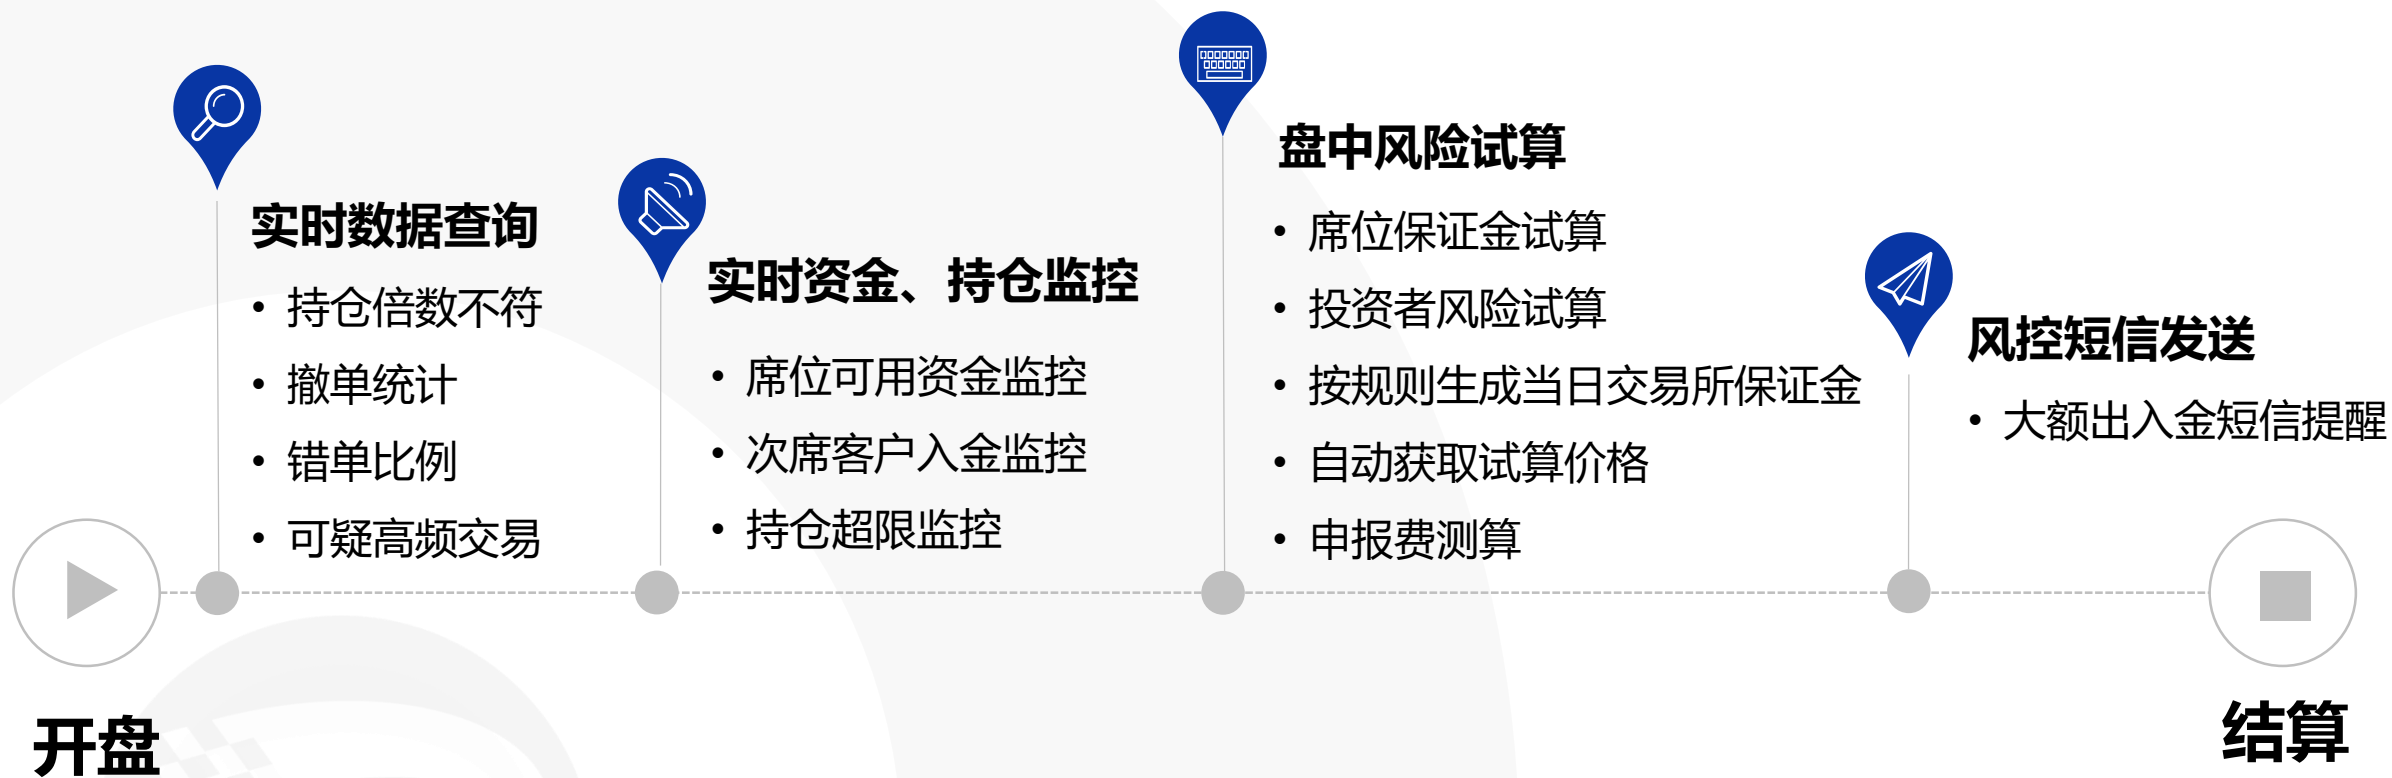 实时数据查询
• 持仓倍数不符
• 撤单统计
• 错单比例
• 可疑高频交易
实时资金、持仓监控
• 席位可用资金监控
• 次席客户入金监控
• 持仓超限监控
盘中风险试算
• 席位保证金试算
• 投资者风险试算
• 按规则生成当日交易所保证金
• 自动获取试算价格
• 申报费测算
风控短信发送
• 大额出入金短信提醒
开盘
结算